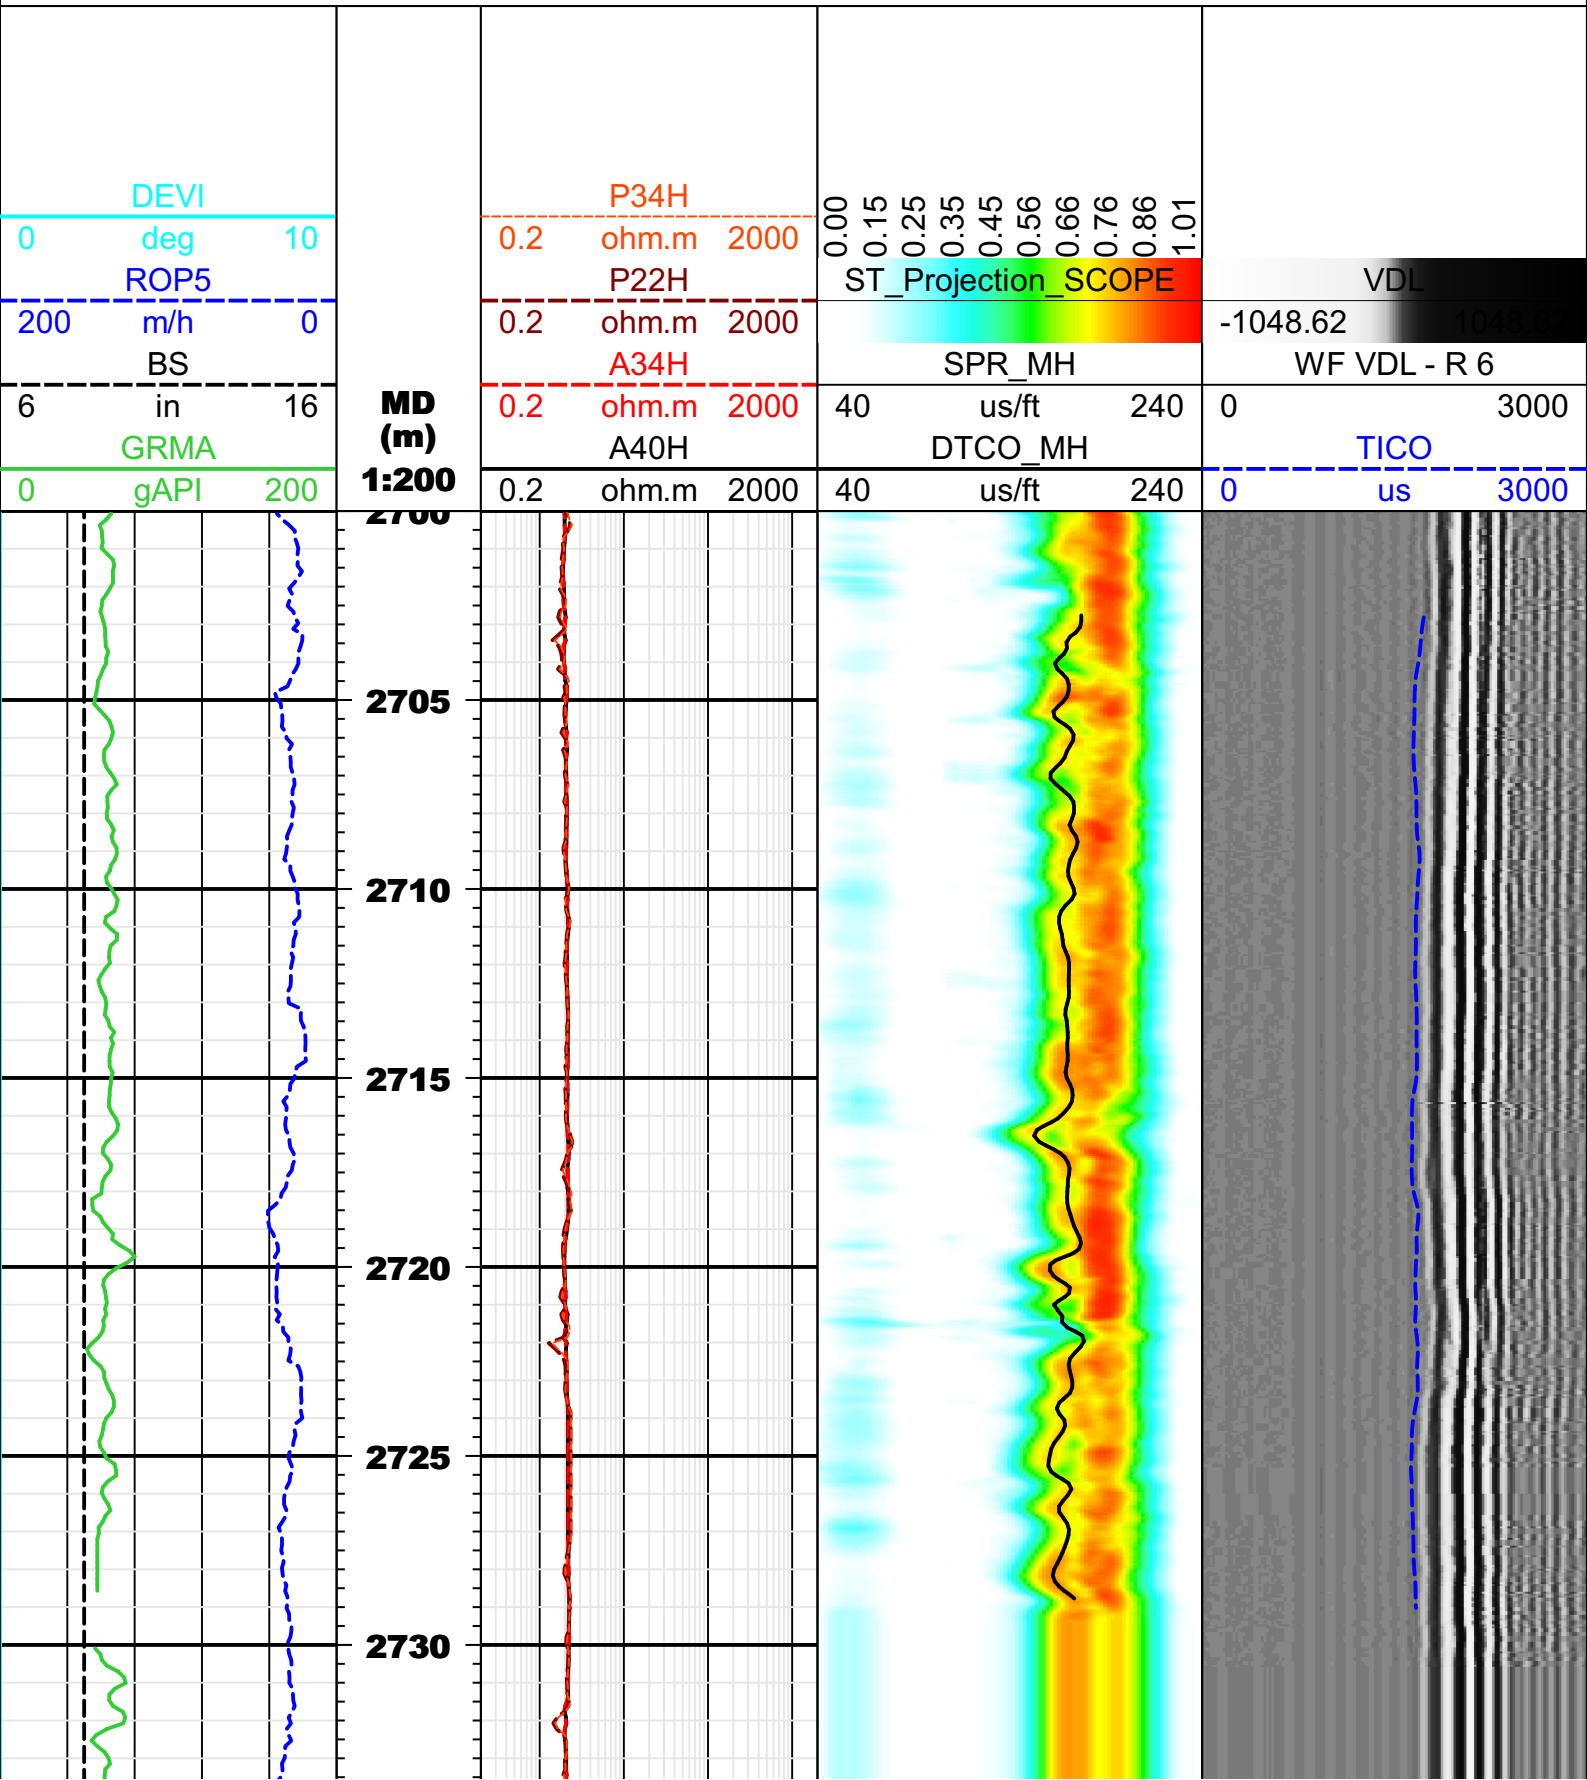 DEVI
0 deg 10
ROP5
200 m/h 0
BS
6 in 16
GRMA
0 gAPI 200
MD
(m)
1:200
P34H
0.2 ohm.m 2000
P22H
0.2 ohm.m 2000
A34H
0.2 ohm.m 2000
A40H
0.2 ohm.m 2000
0.00 0.15 0.25 0.35 0.45 0.56 0.66 0.76 0.86 1.01
ST_Projection_SCOPE
SPR_MH
40 us/ft 240
DTCO_MH
40 us/ft 240
VDL
-1048.62 1048.62
WF VDL - R 6
0 3000
TICO
0 us 3000
2700
2705
2710
2715
2720
2725
2730